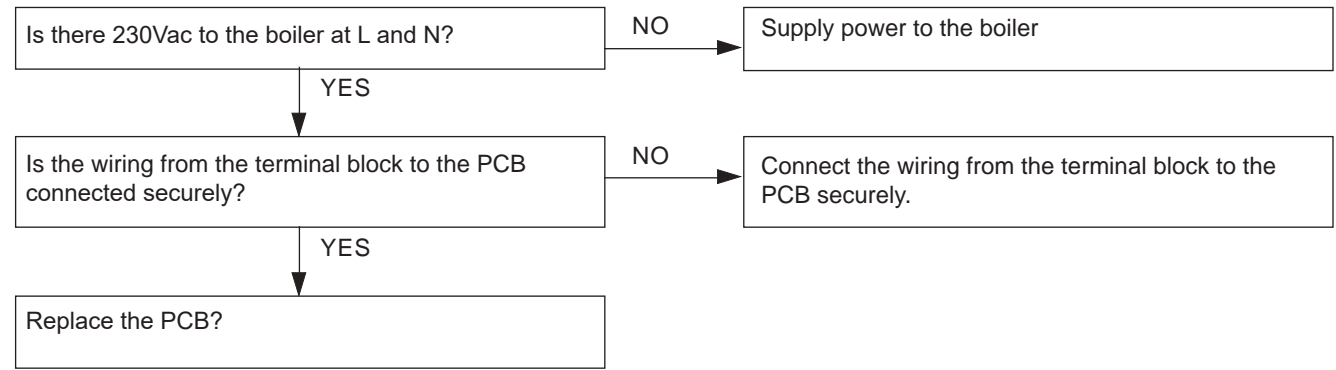 Is there 230Vac to the boiler at L and N?
NO
Supply power to the boiler
YES
Is the wiring from the terminal block to the PCB
connected securely?
NO
Connect the wiring from the terminal block to the
PCB securely.
YES
Replace the PCB?